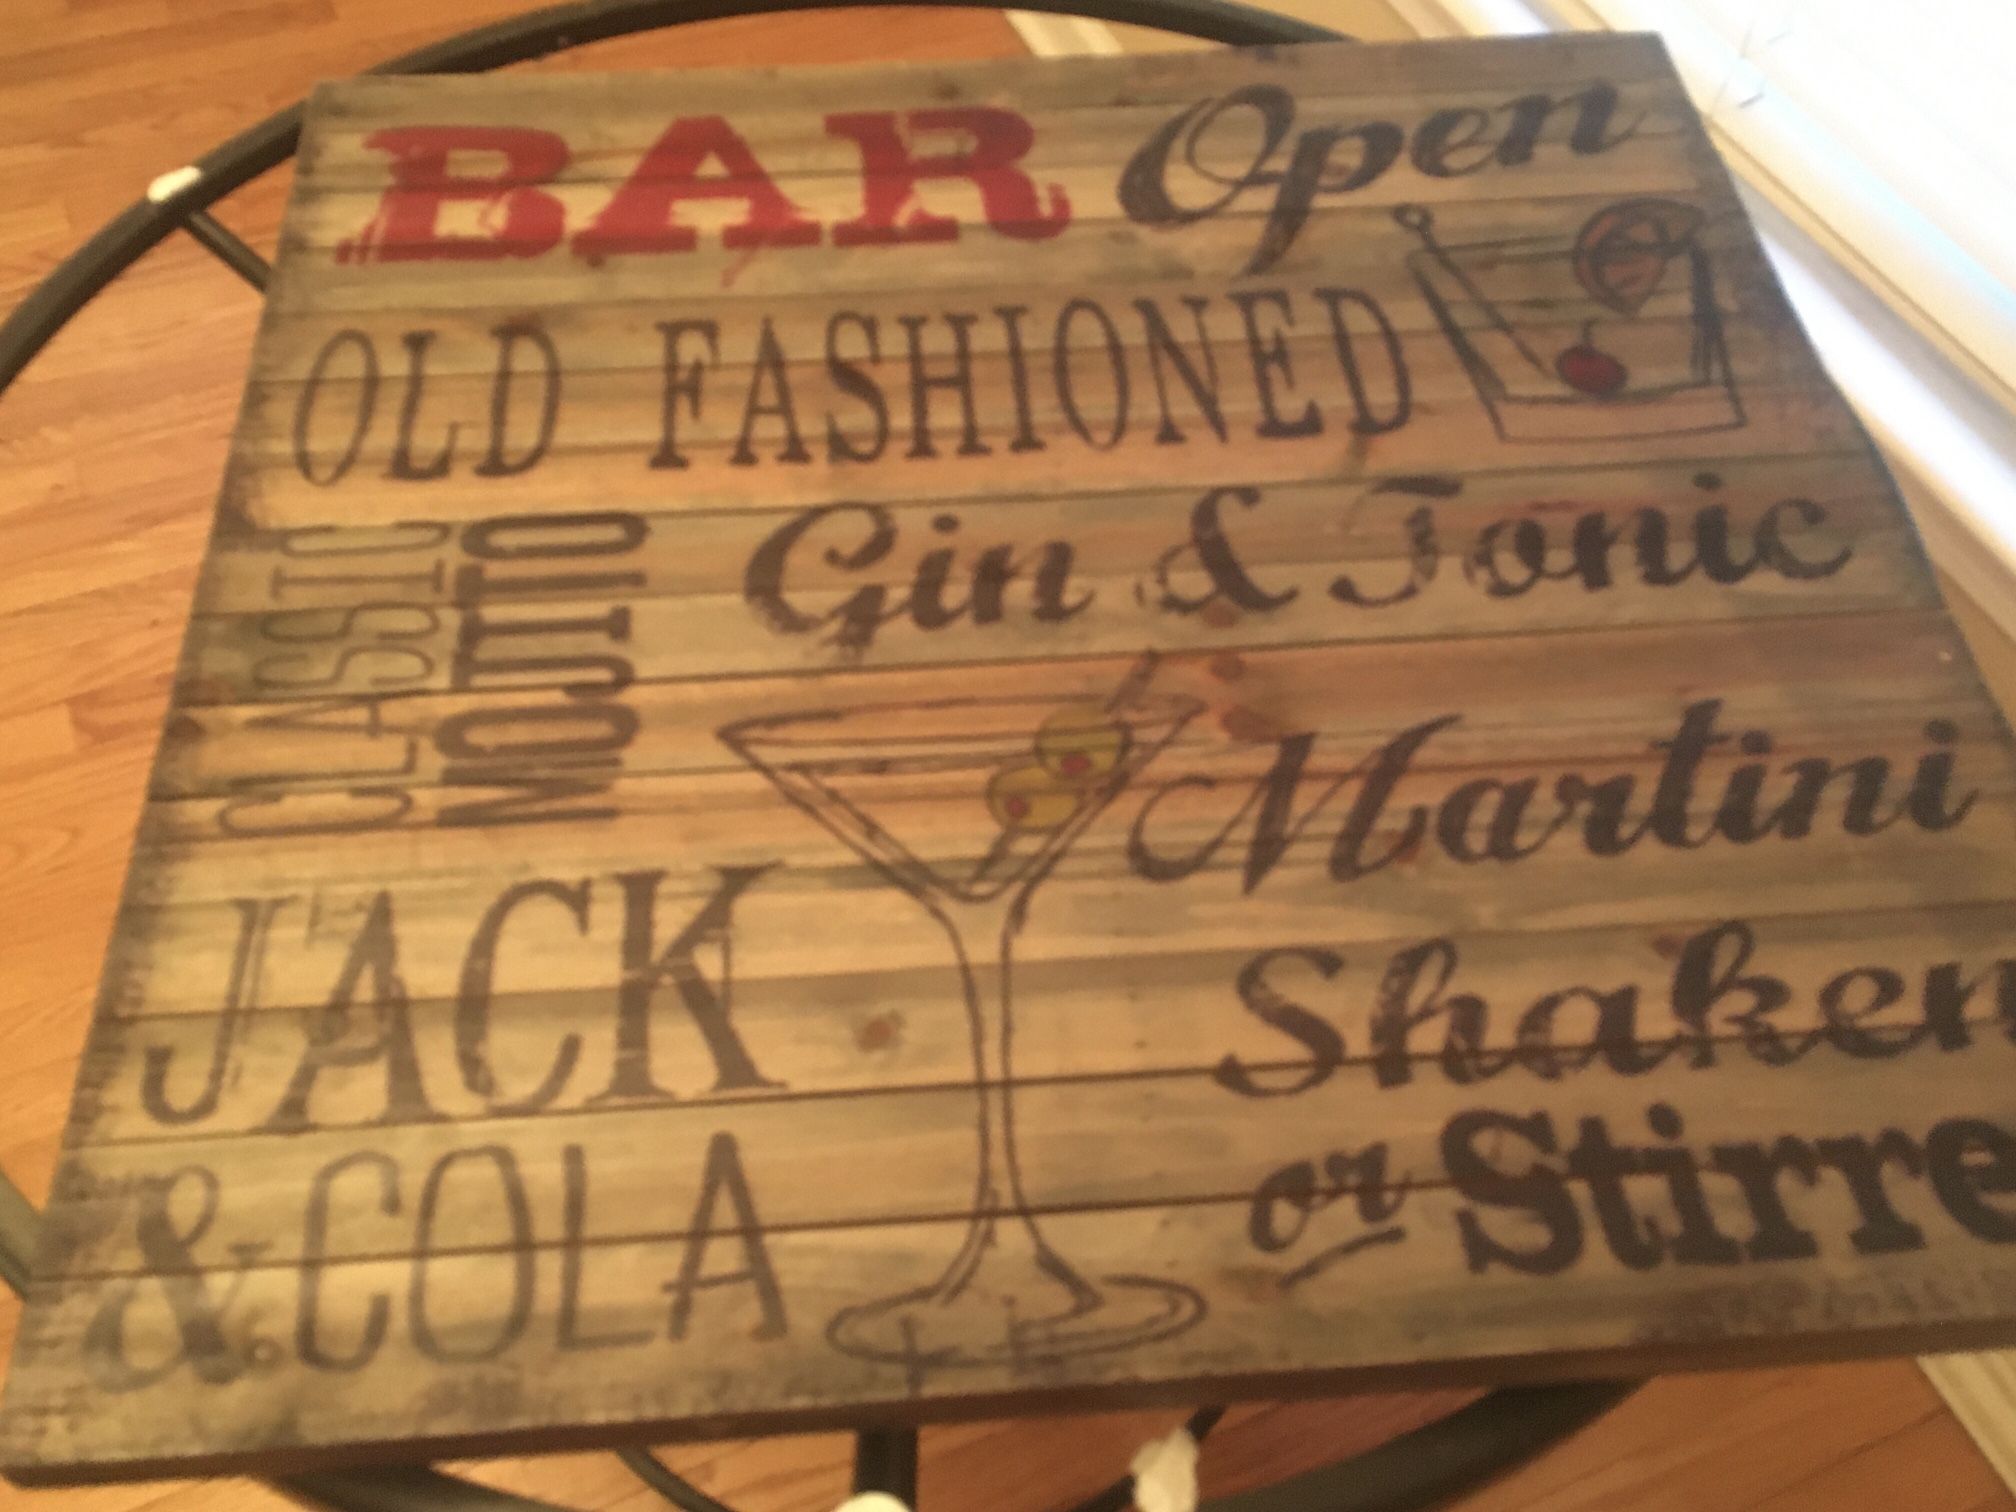 BAR Open
OLD FASHIONED
CLASSIC
MOJITO
Gin & Tonic
Martini
Shaken
or Stirre
JACK
& COLA